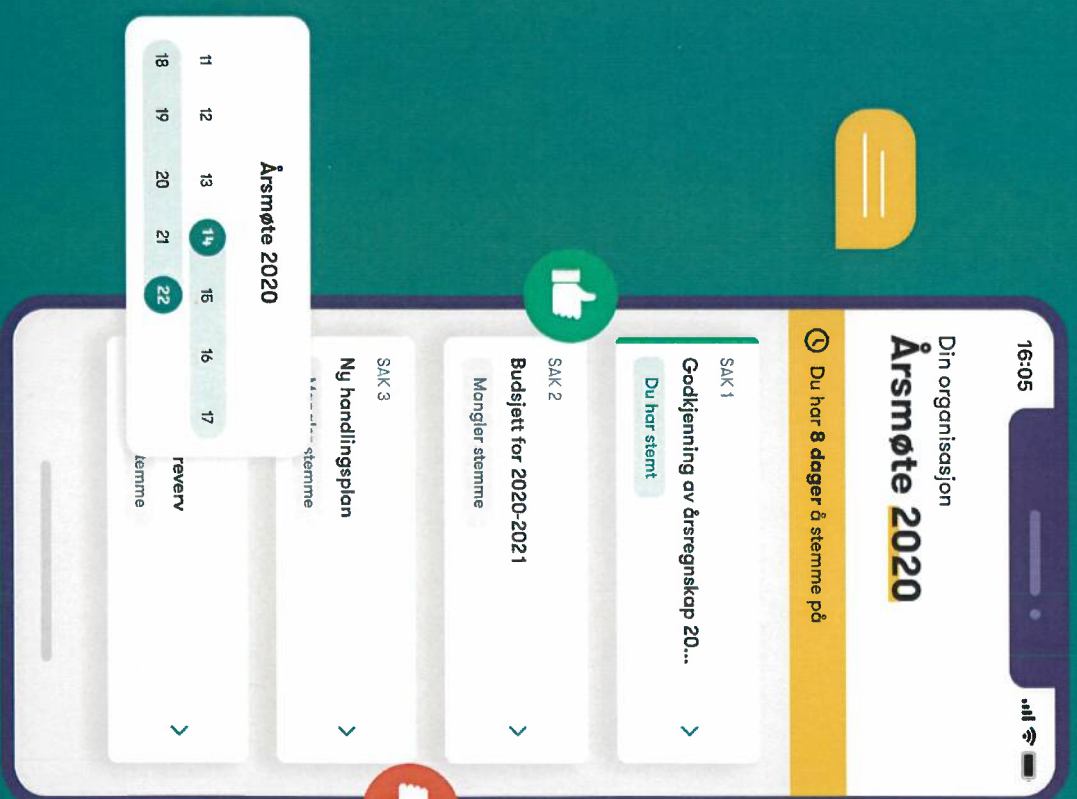 16:05
Din organisasjon
Årsmøte 2020
Du har 8 dager å stemme på
SAK 1
Godkjenning av årsregnskap 20...
Du har stemt
SAK 2
Budsjett for 2020-2021
Mangler stemme
SAK 3
Ny handlingsplan
stemme
reverv
stemme
Årsmøte 2020
11 12 13 14 15 16 17
18 19 20 21 22